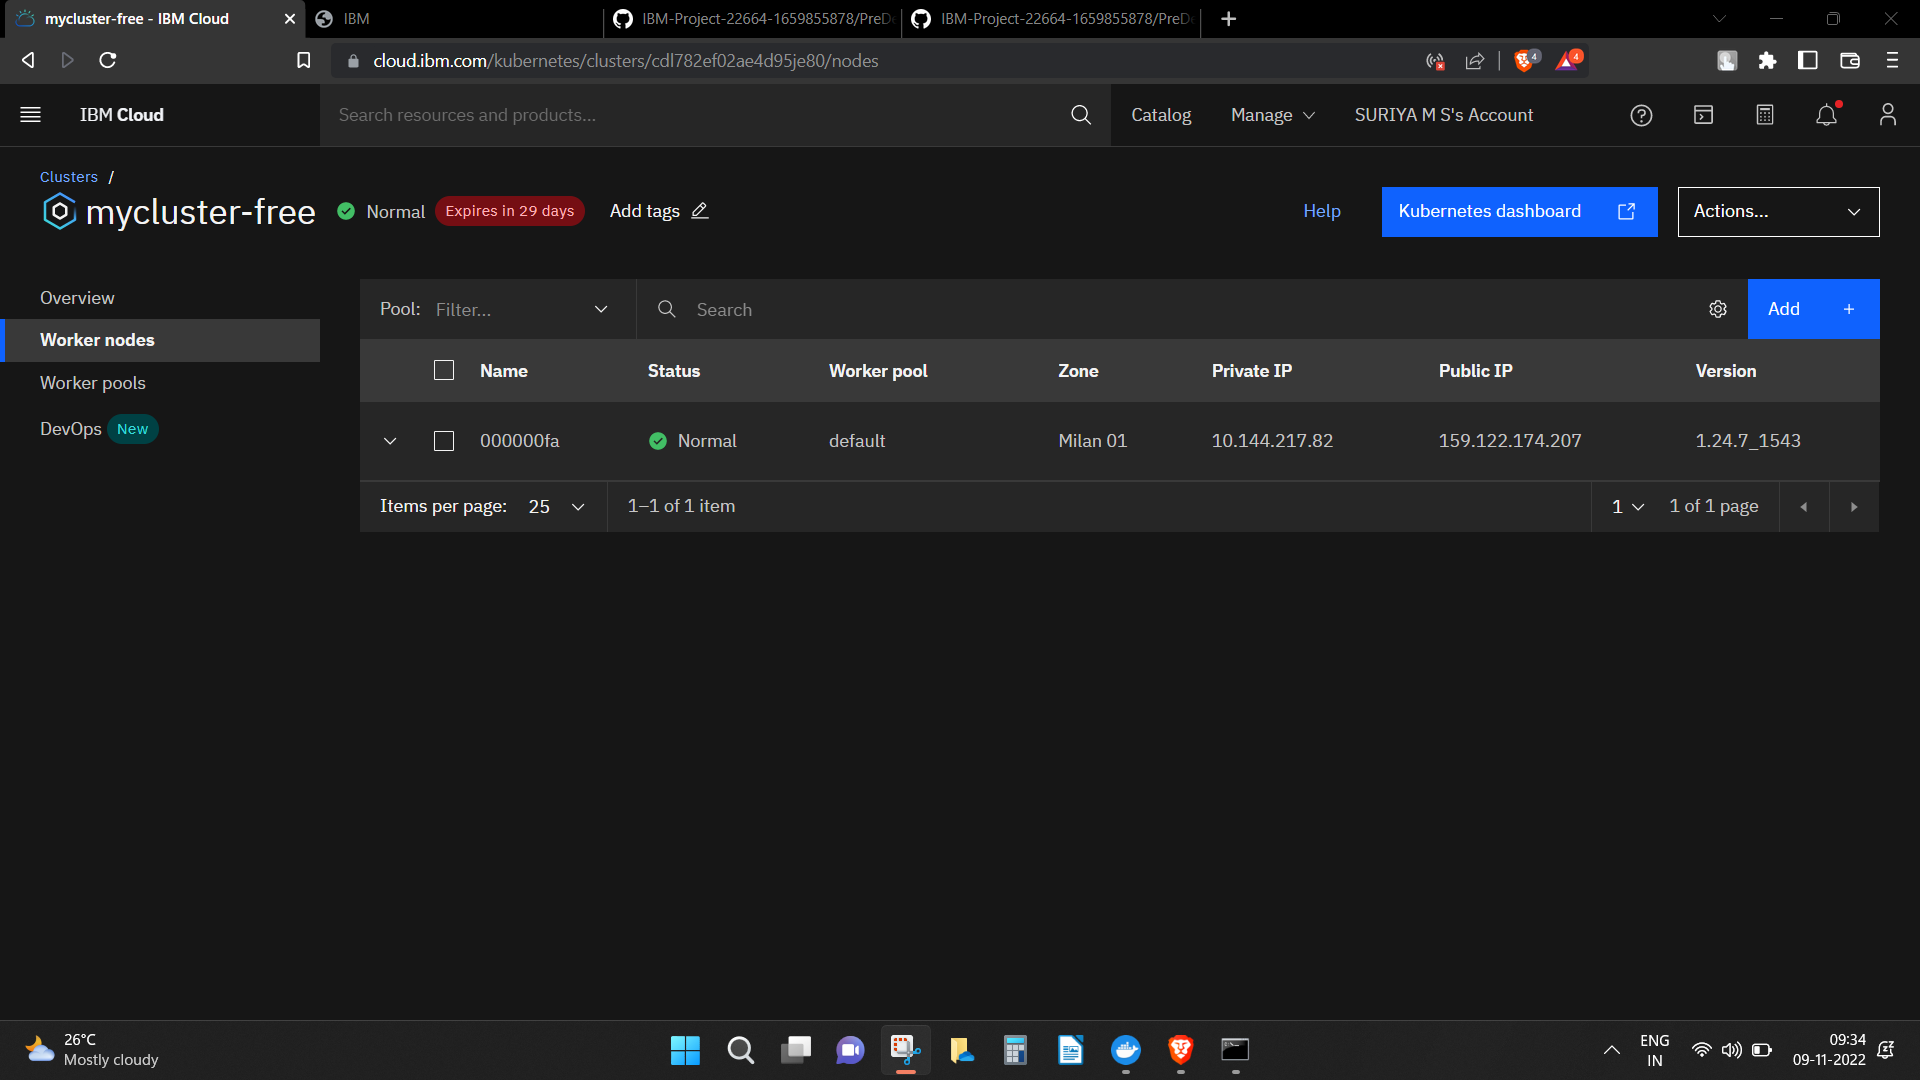 mycluster-free - IBM Cloud
IBM
IBM-Project-22664-1659855878/PreDe
IBM-Project-22664-1659855878/PreDe
cloud.ibm.com/kubernetes/clusters/cdl782ef02ae4d95je80/nodes
4
4
IBM Cloud
Search resources and products...
Catalog
Manage
SURIYA M S's Account
Clusters /
mycluster-free
Normal
Expires in 29 days
Add tags
Help
Kubernetes dashboard
Actions...
Overview
Worker nodes
Worker pools
DevOps New
Pool: Filter...
Search
Add +
Name Status Worker pool Zone Private IP Public IP Version
000000fa Normal default Milan 01 10.144.217.82 159.122.174.207 1.24.7_1543
Items per page: 25
1–1 of 1 item
1
1 of 1 page
26°C
Mostly cloudy
ENG
IN
09:34
09-11-2022